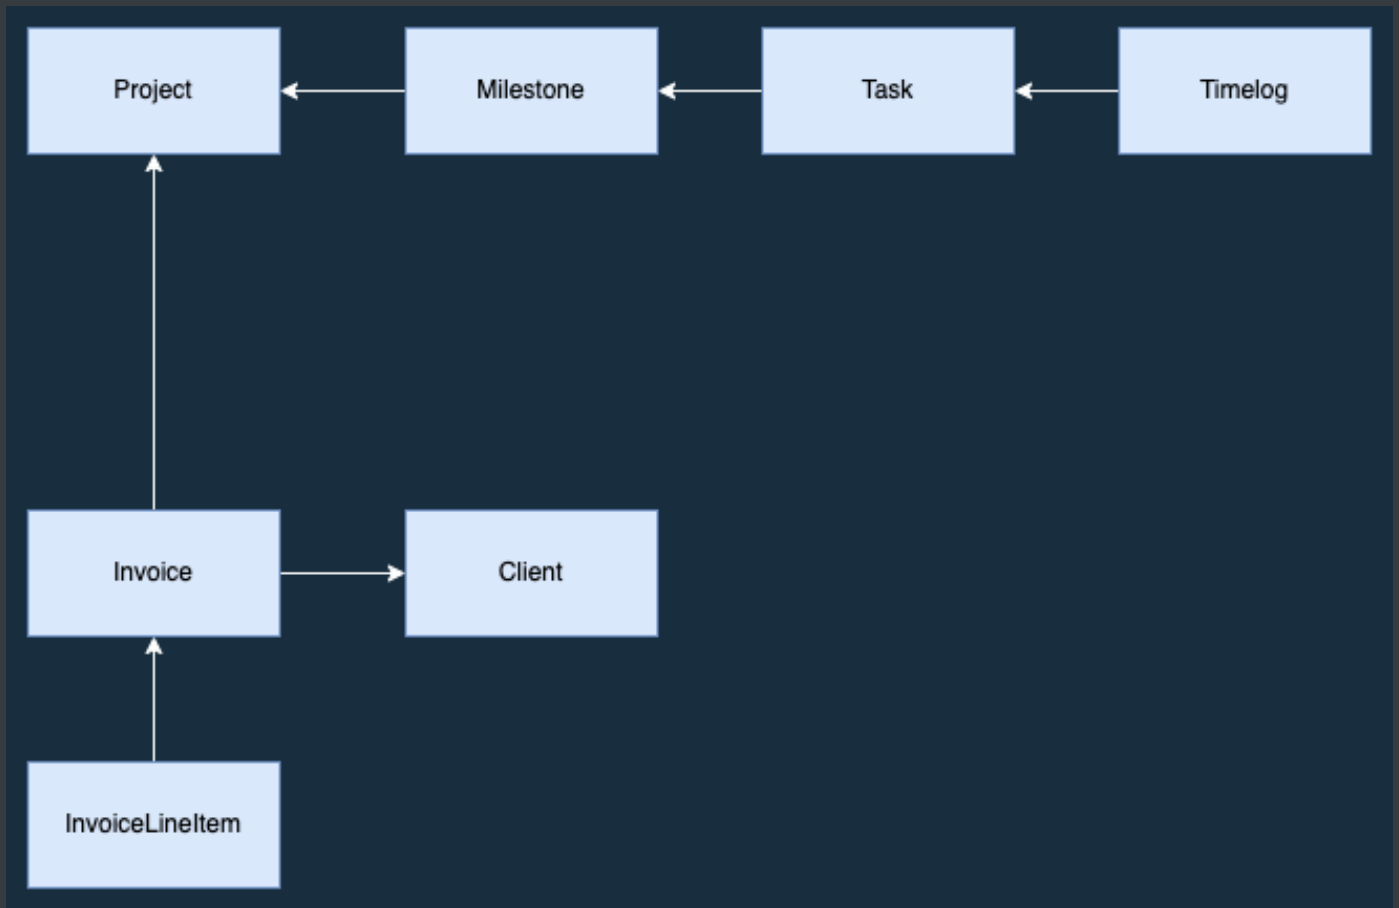 Project
Milestone
Task
Timelog
Invoice
Client
InvoiceLineItem